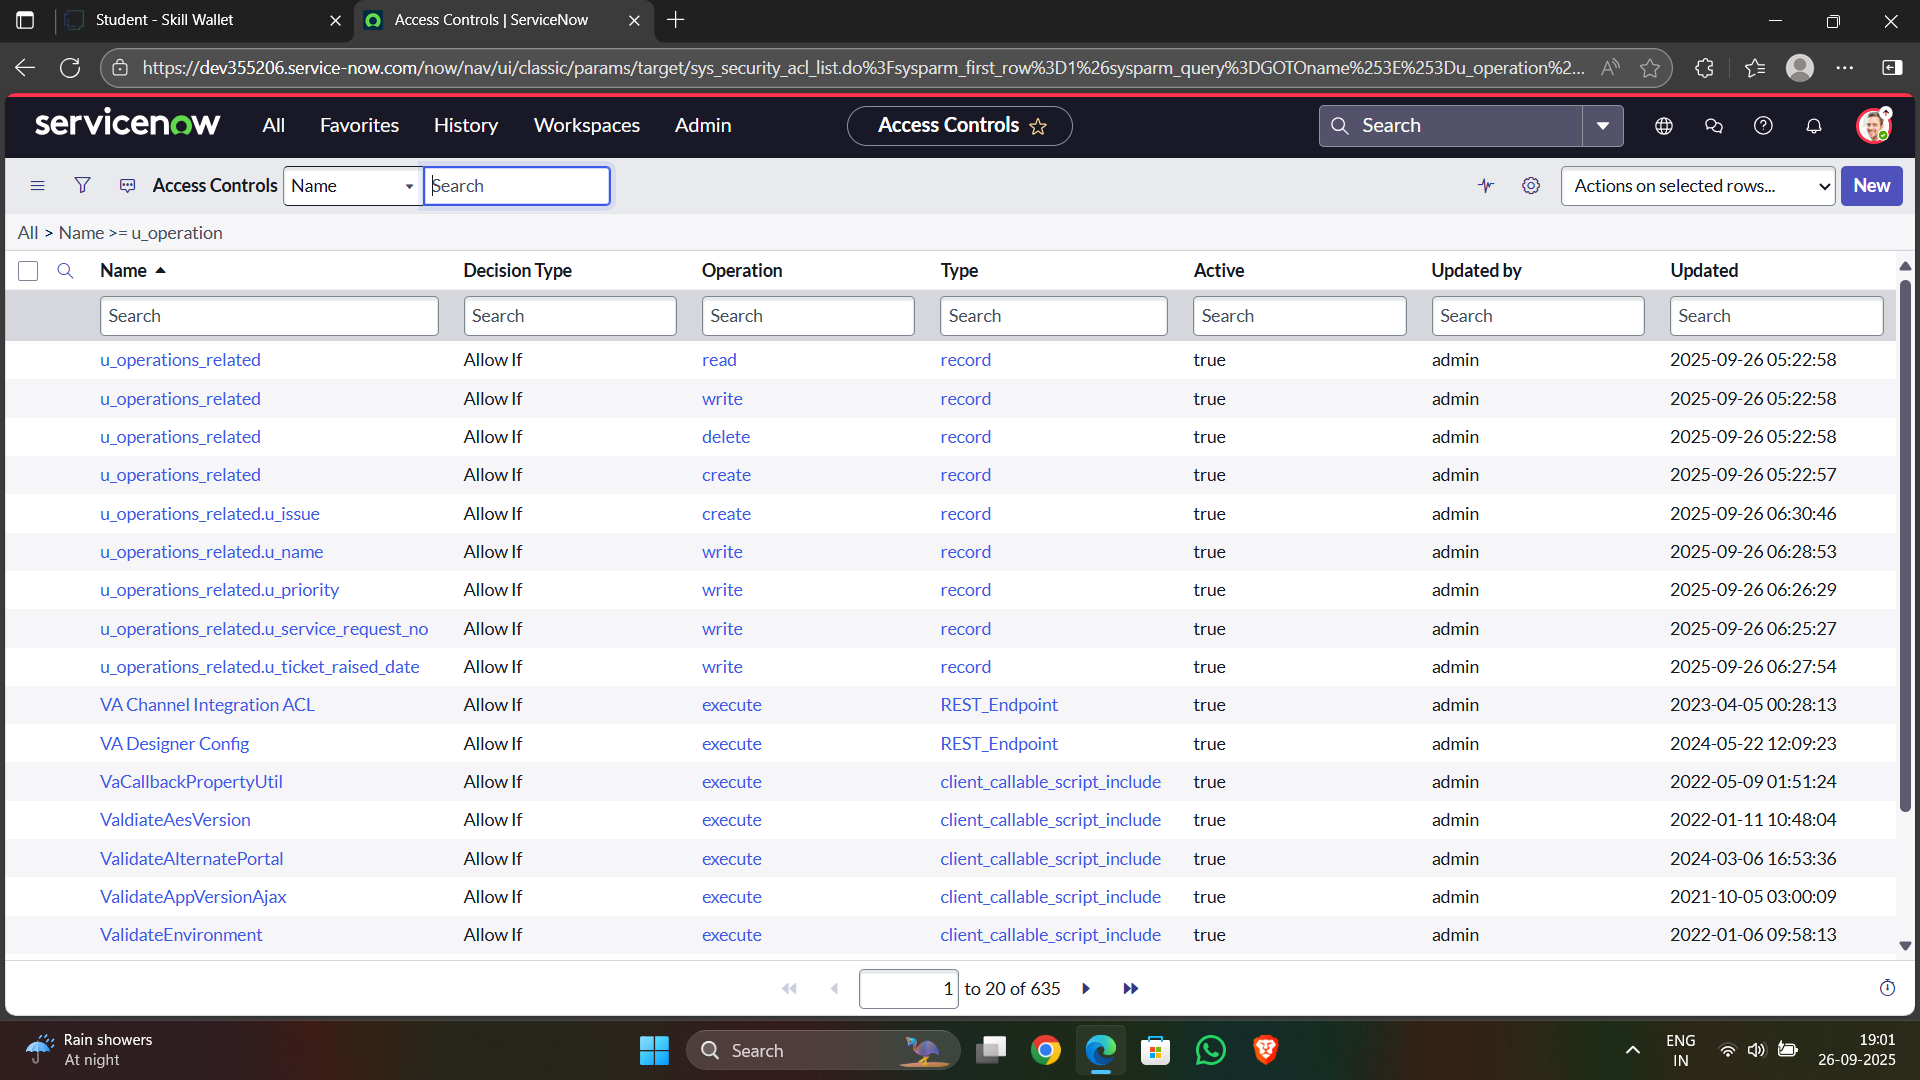 Student - Skill Wallet
Access Controls | ServiceNow
https://dev355206.service-now.com/now/nav/ui/classic/params/target/sys_security_acl_list.do%3Fsysparm_first_row%3D1%26sysparm_query%3DGOTOname%253E%253Du_operation%2...
servicenow All Favorites History Workspaces Admin Access Controls Search
Access Controls Name Search Actions on selected rows... New
All > Name >= u_operation
Name Decision Type Operation Type Active Updated by Updated
Search Search Search Search Search Search Search
u_operations_related Allow If read record true admin 2025-09-26 05:22:58
u_operations_related Allow If write record true admin 2025-09-26 05:22:58
u_operations_related Allow If delete record true admin 2025-09-26 05:22:58
u_operations_related Allow If create record true admin 2025-09-26 05:22:57
u_operations_related.u_issue Allow If create record true admin 2025-09-26 06:30:46
u_operations_related.u_name Allow If write record true admin 2025-09-26 06:28:53
u_operations_related.u_priority Allow If write record true admin 2025-09-26 06:26:29
u_operations_related.u_service_request_no Allow If write record true admin 2025-09-26 06:25:27
u_operations_related.u_ticket_raised_date Allow If write record true admin 2025-09-26 06:27:54
VA Channel Integration ACL Allow If execute REST_Endpoint true admin 2023-04-05 00:28:13
VA Designer Config Allow If execute REST_Endpoint true admin 2024-05-22 12:09:23
VaCallbackPropertyUtil Allow If execute client_callable_script_include true admin 2022-05-09 01:51:24
ValdiateAesVersion Allow If execute client_callable_script_include true admin 2022-01-11 10:48:04
ValidateAlternatePortal Allow If execute client_callable_script_include true admin 2024-03-06 16:53:36
ValidateAppVersionAjax Allow If execute client_callable_script_include true admin 2021-10-05 03:00:09
ValidateEnvironment Allow If execute client_callable_script_include true admin 2022-01-06 09:58:13
1 to 20 of 635
Rain showers
At night
Search
ENG
IN
19:01
26-09-2025